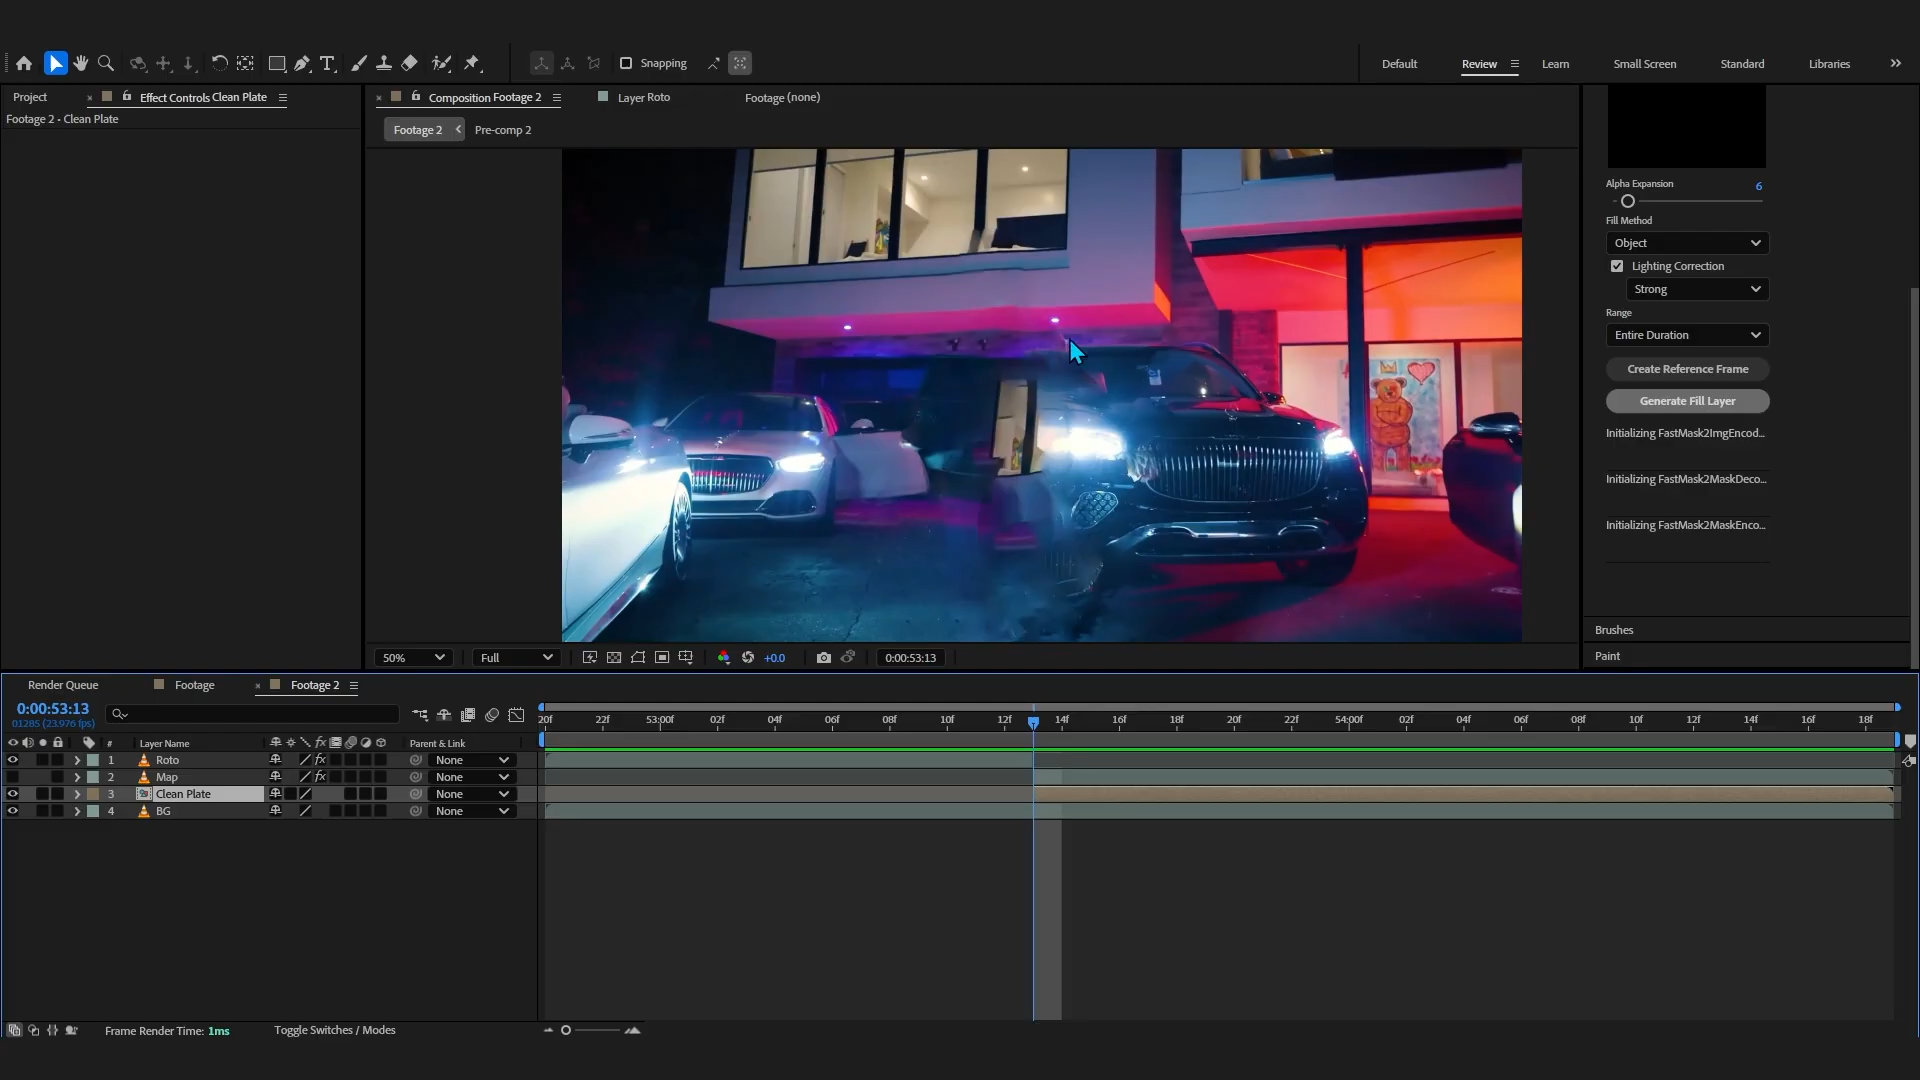 Snapping
Default
Review
Learn
Small Screen
Standard
Libraries
Project
Effect Controls Clean Plate
Composition Footage 2
Layer Roto
Footage (none)
Footage 2 • Clean Plate
Footage 2
Pre-comp 2
Alpha Expansion
6
Fill Method
Object
Lighting Correction
Strong
Range
Entire Duration
Create Reference Frame
Generate Fill Layer
Initializing FastMask2ImgEncod...
Initializing FastMask2MaskDeco...
Initializing FastMask2MaskEnco...
Brushes
Paint
50%
Full
+0.0
0:00:53:13
Render Queue
Footage
Footage 2
0:00:53:13
01285 (23.976 fps)
20f 22f 53:00f 02f 04f 06f 08f 10f 12f 14f 16f 18f 20f 22f 54:00f 02f 04f 06f 08f 10f 12f 14f 16f 18f
# Layer Name fx Parent & Link
1 Roto fx None
2 Map fx None
3 Clean Plate None
4 BG None
Frame Render Time: 1ms
Toggle Switches / Modes